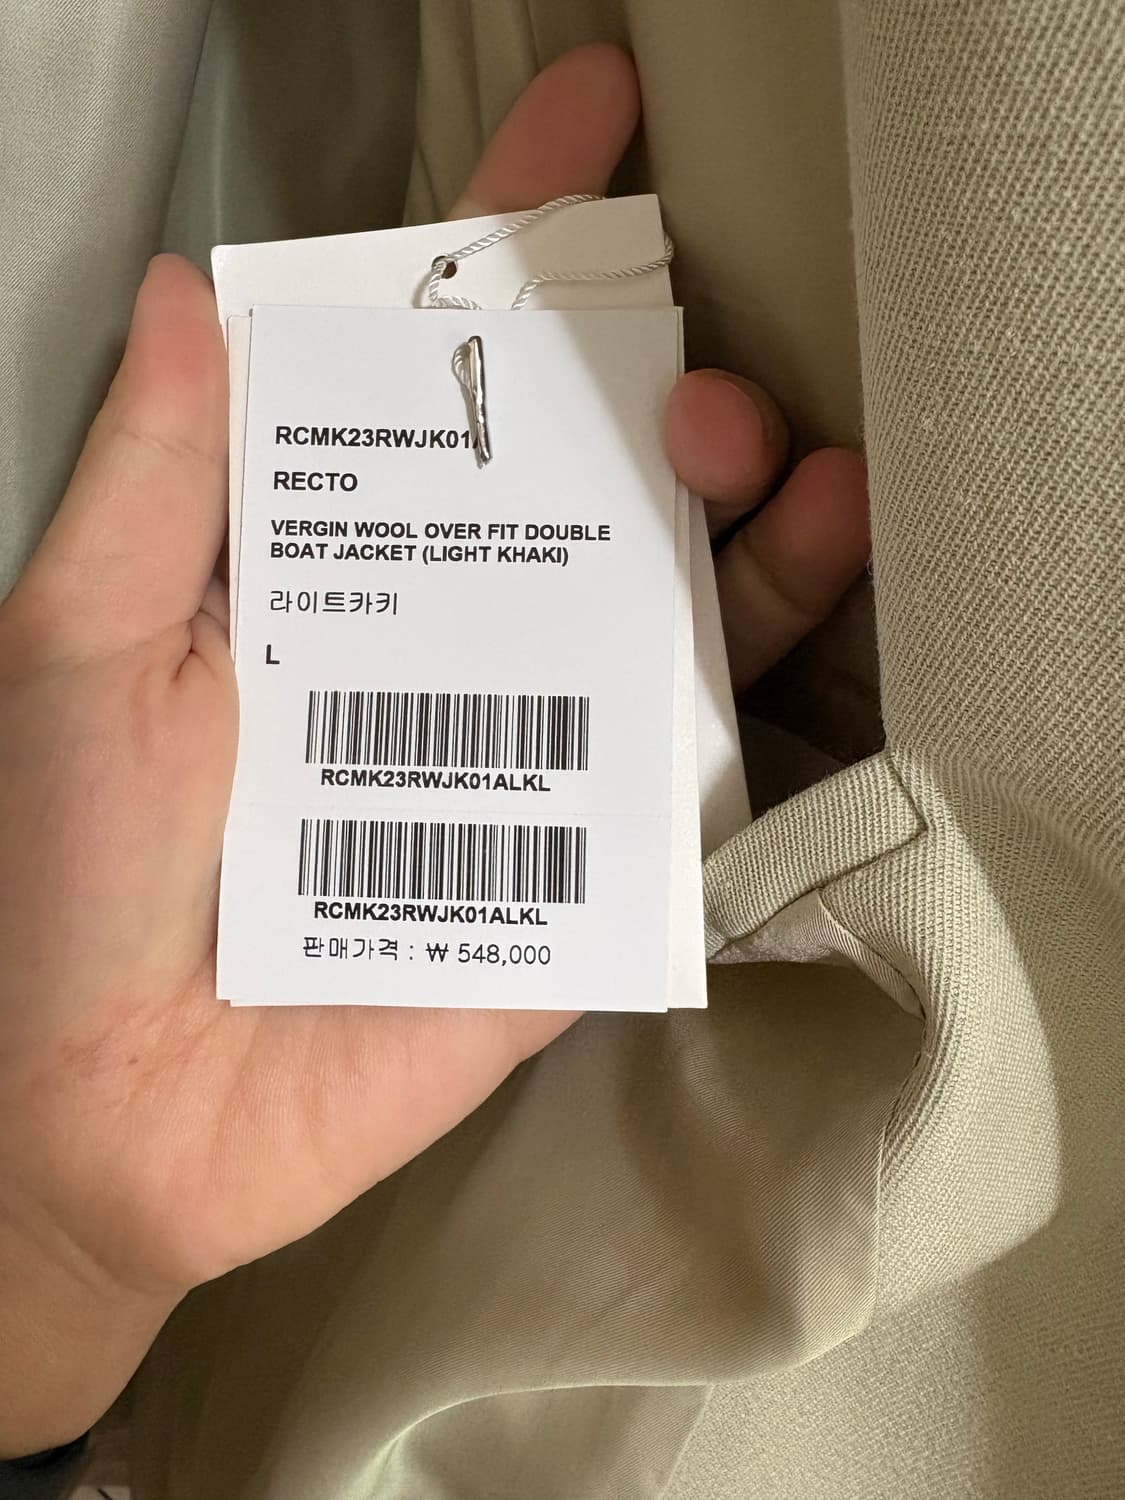 RCMK23RWJK01A
RECTO
VERGIN WOOL OVER FIT DOUBLE
BOAT JACKET (LIGHT KHAKI)
라이트카키
L
RCMK23RWJK01ALKL
RCMK23RWJK01ALKL
판매가격 : ₩ 548,000